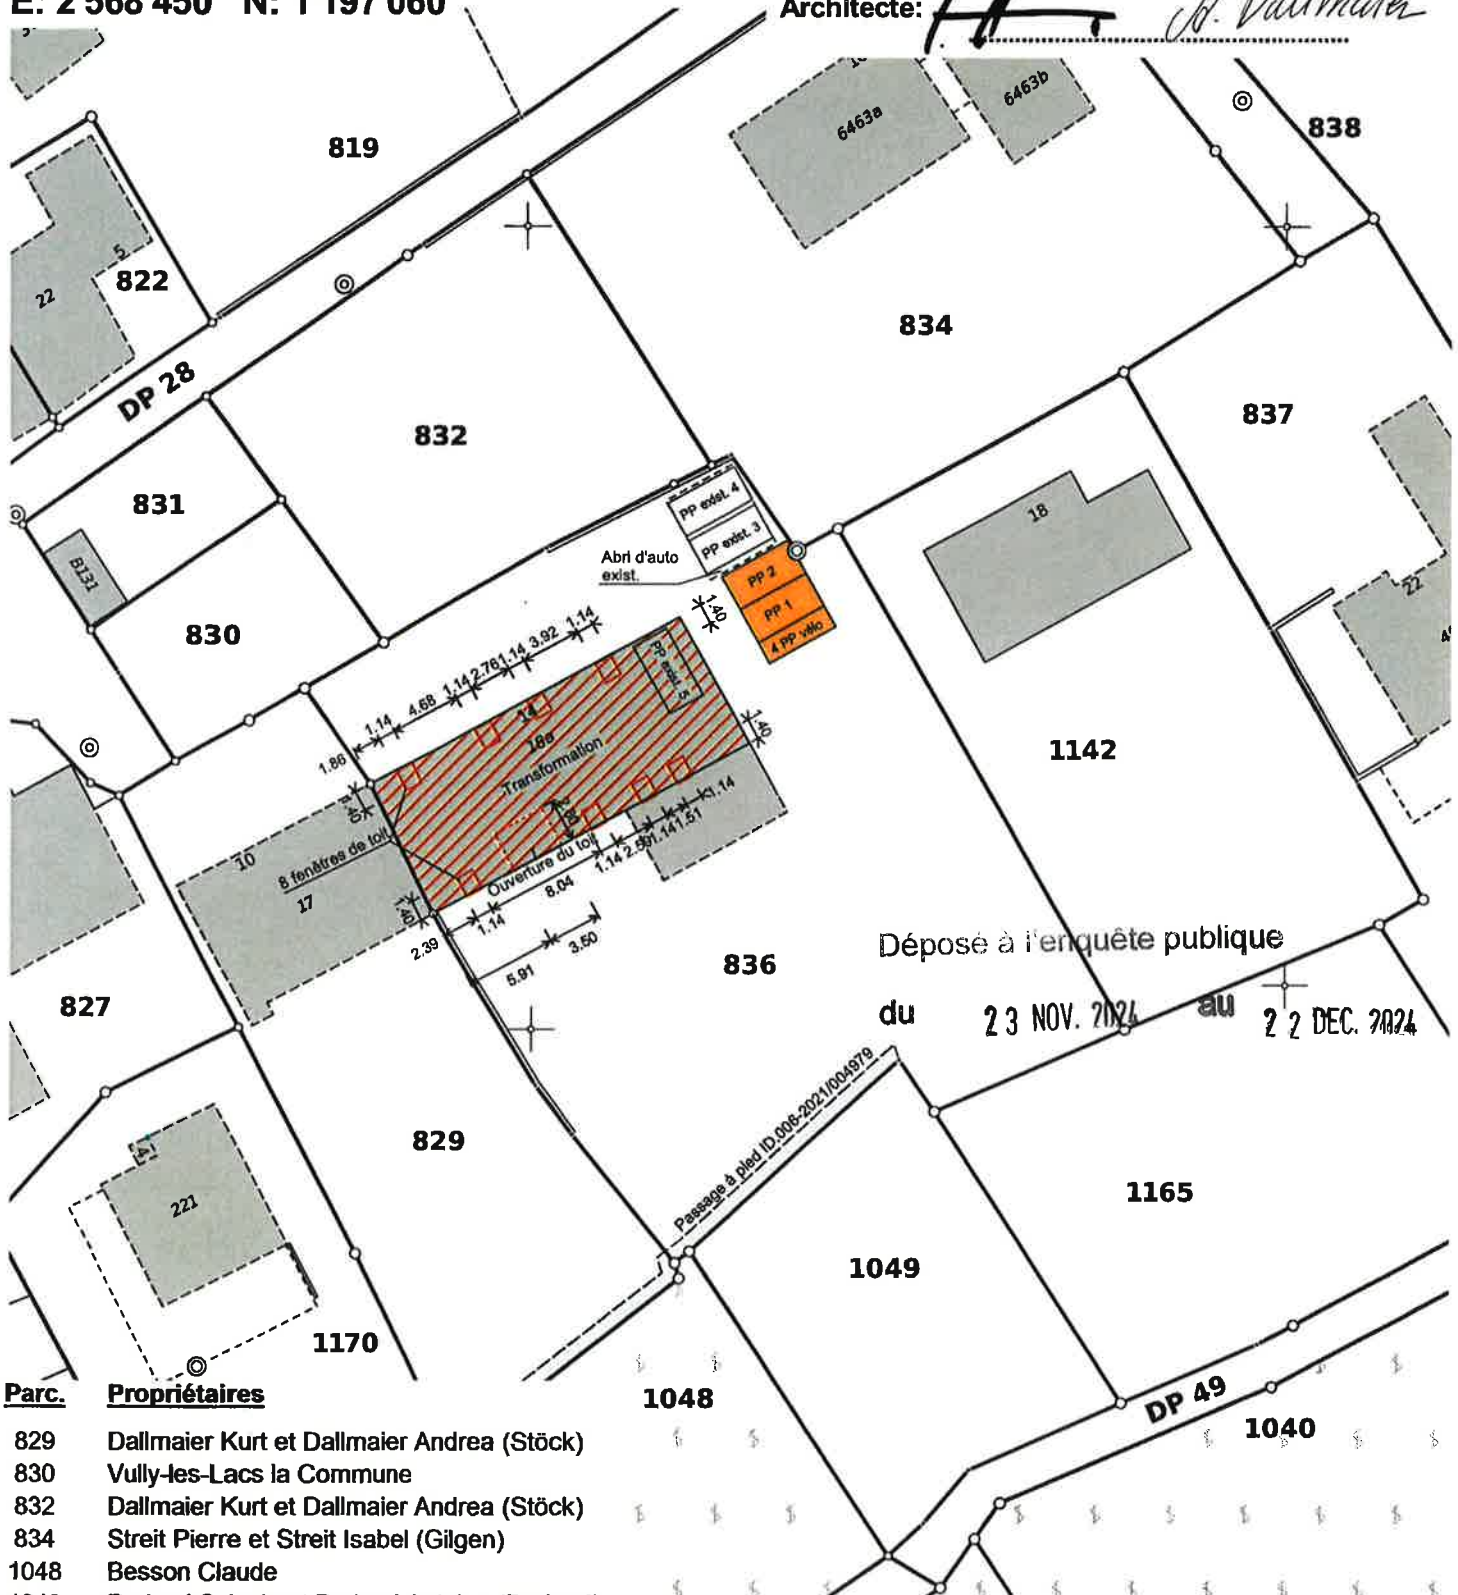 E: 2 568 450 N: 1 197 060
Architecte:
A. Dallmaier
6463a
6463b
838
819
5
822
22
834
DP 28
832
837
831
PP exist. 4
PP exist. 3
18
B131
Abri d'auto
exist.
PP 2
PP 1
4 PP vélo
22
830
1.40
1.14
3.92
1.14
2.76
1.14
4.68
1.14
1.86
PP exist. 5
14
18a
Transformation
1.40
1142
1.40
10
8 fenêtres de toit
17
Ouverture du toit
1.14
1.51
1.14
2.59
1.14
8.04
1.14
2.39
1.40
3.50
5.91
836
Déposé à l'enquête publique
du 23 NOV. 2024 au 22 DEC. 2024
827
829
Passage à pied ID.006-2021/004979
1165
221
1049
1170
1048
DP 49
1040
Parc. Propriétaires
829 Dallmaier Kurt et Dallmaier Andrea (Stöck)
830 Vully-les-Lacs la Commune
832 Dallmaier Kurt et Dallmaier Andrea (Stöck)
834 Streit Pierre et Streit Isabel (Gilgen)
1048 Besson Claude